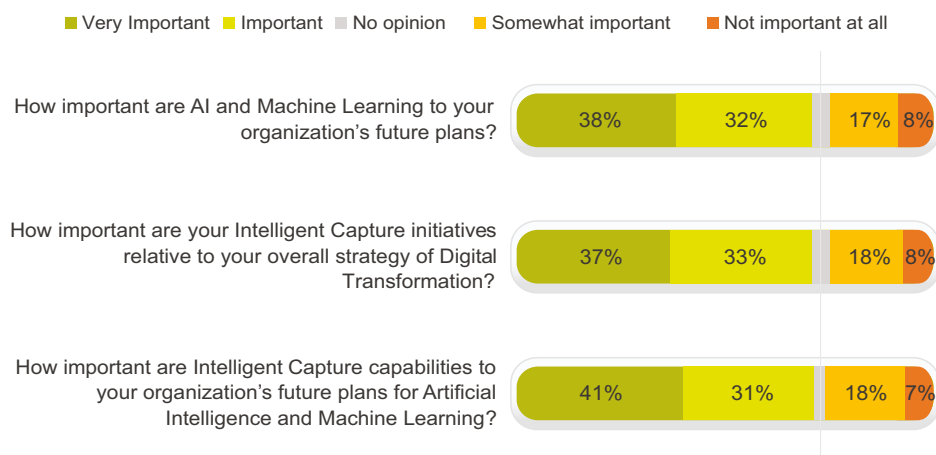 Very Important Important No opinion Somewhat important Not important at all
How important are AI and Machine Learning to your
organization’s future plans?
38% 32% 17% 8%
How important are your Intelligent Capture initiatives
relative to your overall strategy of Digital
Transformation?
37% 33% 18% 8%
How important are Intelligent Capture capabilities to
your organization’s future plans for Artificial
Intelligence and Machine Learning?
41% 31% 18% 7%